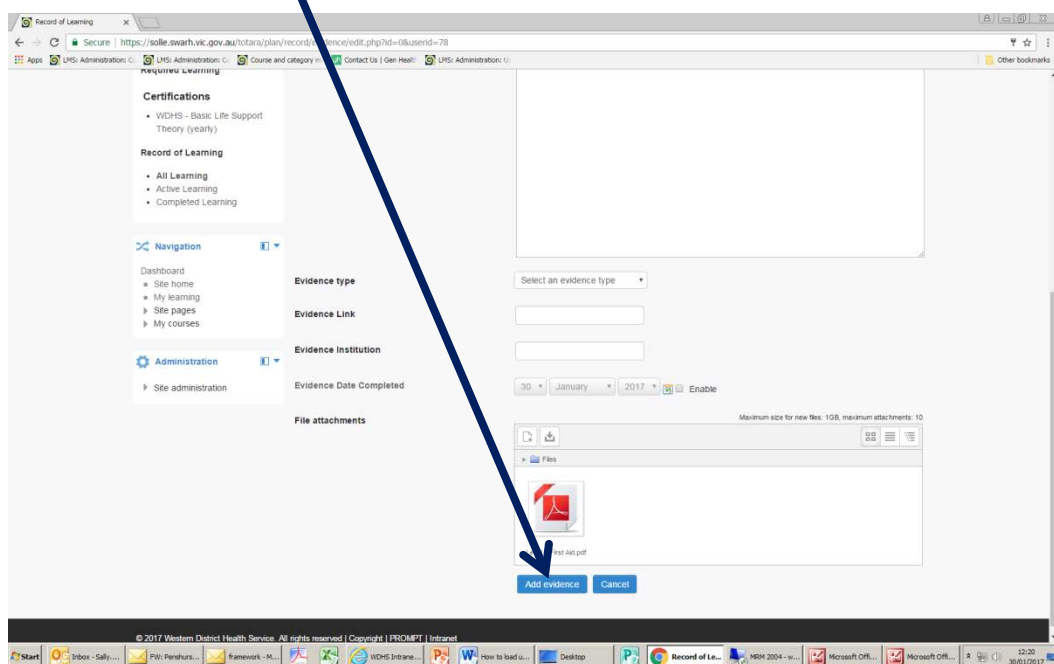 Record of Learning
Secure | https://solle.swarh.vic.gov.au/totara/plan/record/evidence/edit.php?id=0&userid=78
Apps LMS: Administration: C LMS: Administration: C Course and category m Contact Us | Gen Healt LMS: Administration: U Other bookmarks
Required Learning
Certifications
• WDHS - Basic Life Support
Theory (yearly)
Record of Learning
• All Learning
• Active Learning
• Completed Learning
Navigation
Dashboard
Site home
My learning
Site pages
My courses
Administration
Site administration
Evidence type Select an evidence type
Evidence Link
Evidence Institution
Evidence Date Completed 30 January 2017 Enable
File attachments Maximum size for new files: 1GB, maximum attachments: 10
Files
First Aid.pdf
Add evidence Cancel
© 2017 Western District Health Service. All rights reserved | Copyright | PROMPT | Intranet
Start Inbox - Sally.... FW: Penshurs... framework - M... WDHS Intrane... How to load u... Desktop Record of Le... MRM 2004 - w... Microsoft Offi... Microsoft Offi... 12:20
30/01/2017